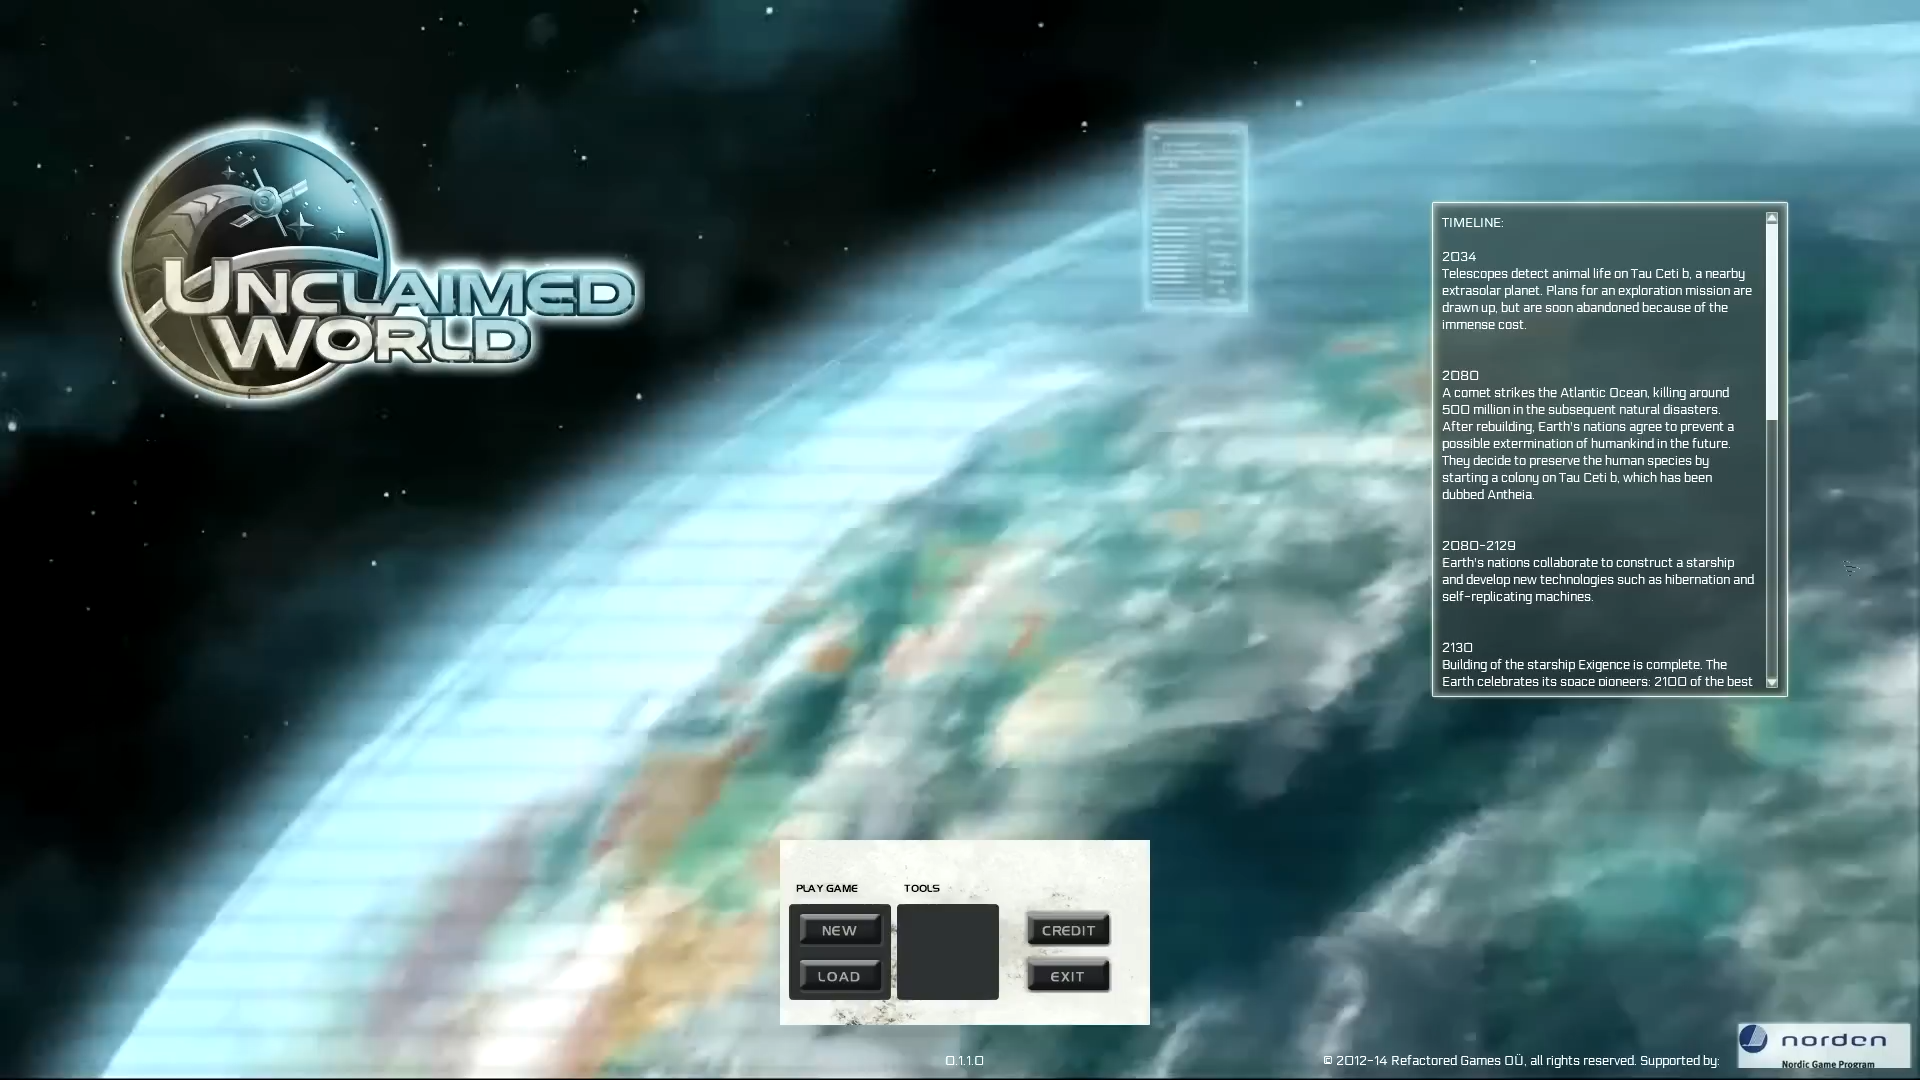 UNCLAIMED
WORLD
TIMELINE:
2034
Telescopes detect animal life on Tau Ceti b, a nearby
extrasolar planet. Plans for an exploration mission are
drawn up, but are soon abandoned because of the
immense cost.
2080
A comet strikes the Atlantic Ocean, killing around
500 million in the subsequent natural disasters.
After rebuilding, Earth's nations agree to prevent a
possible extermination of humankind in the future.
They decide to preserve the human species by
starting a colony on Tau Ceti b, which has been
dubbed Antheia.
2080-2129
Earth's nations collaborate to construct a starship
and develop new technologies such as hibernation and
self-replicating machines.
2130
Building of the starship Exigence is complete. The
Earth celebrates its space pioneers: 2100 of the best
PLAY GAME
TOOLS
NEW
CREDIT
LOAD
EXIT
0.1.1.0
© 2012-14 Refactored Games OÜ, all rights reserved. Supported by:
norden
Nordic Game Program